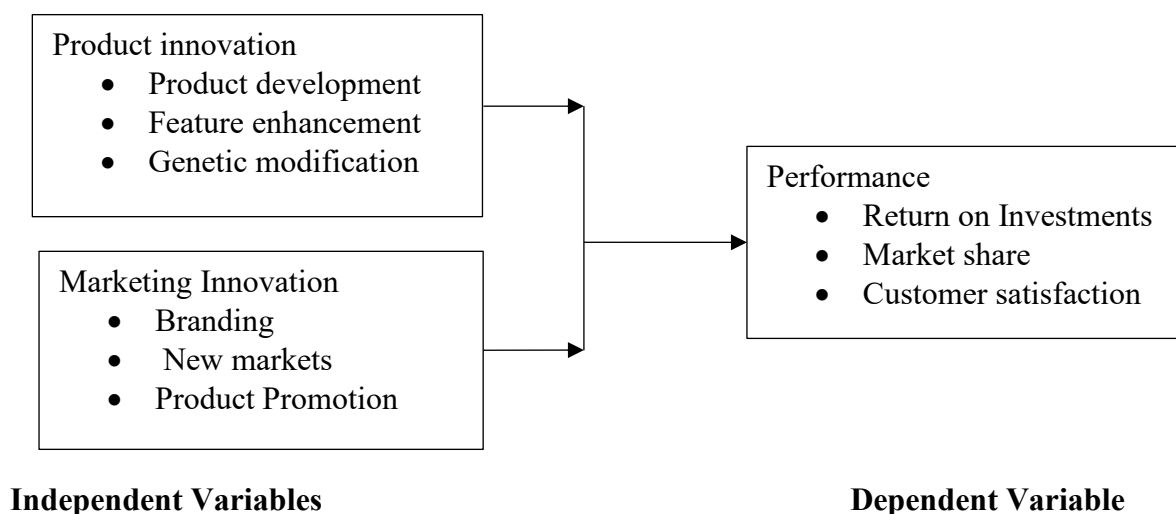 Product innovation
• Product development
• Feature enhancement
• Genetic modification
Marketing Innovation
• Branding
• New markets
• Product Promotion
Performance
• Return on Investments
• Market share
• Customer satisfaction
Independent Variables
Dependent Variable